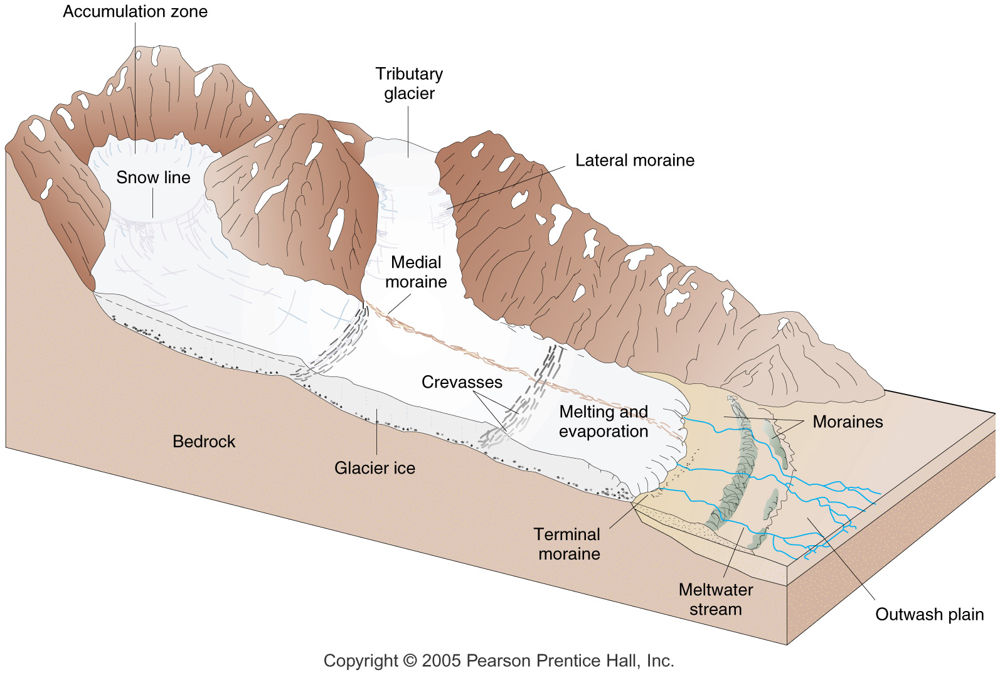 Accumulation zone
Tributary
glacier
Lateral moraine
Snow line
Medial
moraine
Crevasses
Melting and
evaporation
Moraines
Bedrock
Glacier ice
Terminal
moraine
Meltwater
stream
Outwash plain
Copyright © 2005 Pearson Prentice Hall, Inc.